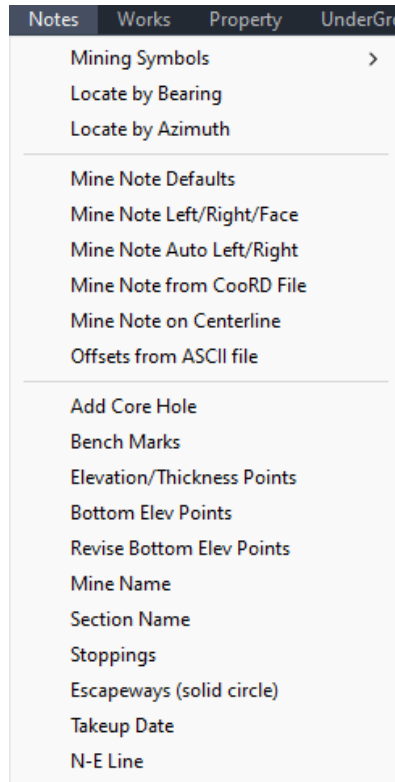 Notes Works Property UnderGr
Mining Symbols >
Locate by Bearing
Locate by Azimuth
Mine Note Defaults
Mine Note Left/Right/Face
Mine Note Auto Left/Right
Mine Note from CooRD File
Mine Note on Centerline
Offsets from ASCII file
Add Core Hole
Bench Marks
Elevation/Thickness Points
Bottom Elev Points
Revise Bottom Elev Points
Mine Name
Section Name
Stoppings
Escapeways (solid circle)
Takeup Date
N-E Line